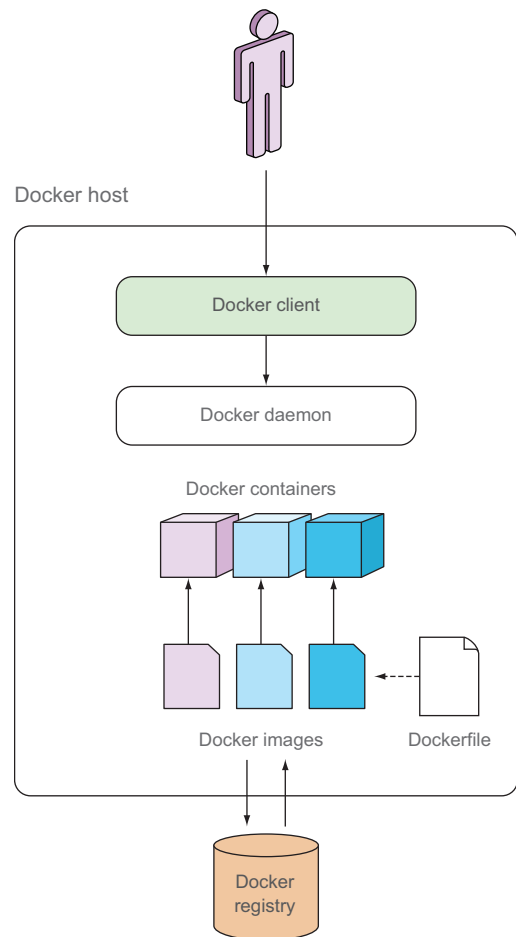 Docker host
Docker client
Docker daemon
Docker containers
Docker images
Dockerfile
Docker
registry